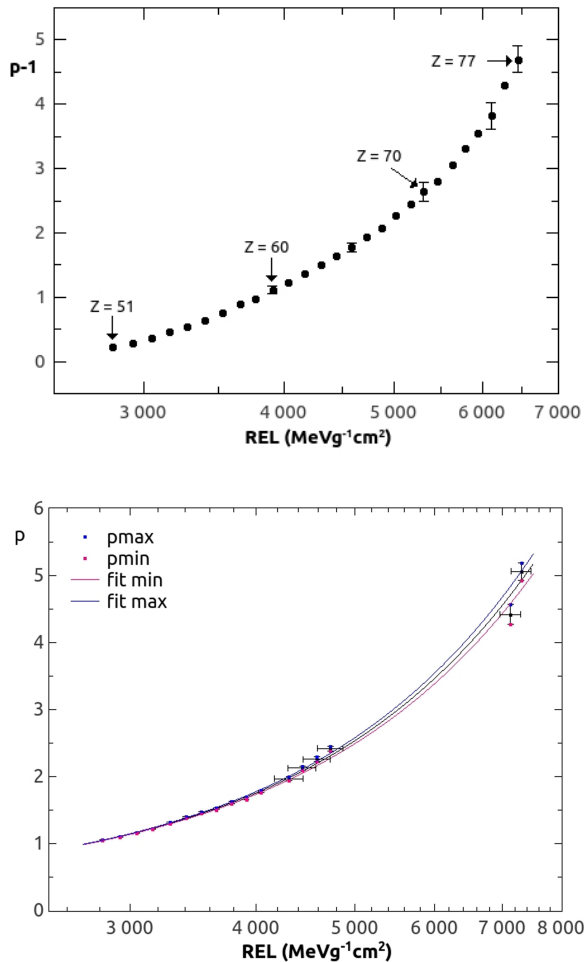 5
p-1
Z = 77
4
3
Z = 70
2
Z = 60
1
Z = 51
0
3 000 4 000 5 000 6 000 7 000
REL (MeVg⁻¹cm²)
6
p
pmax
pmin
5
fit min
fit max
4
3
2
1
0
3 000 4 000 5 000 6 000 7 000 8 000
REL (MeVg⁻¹cm²)